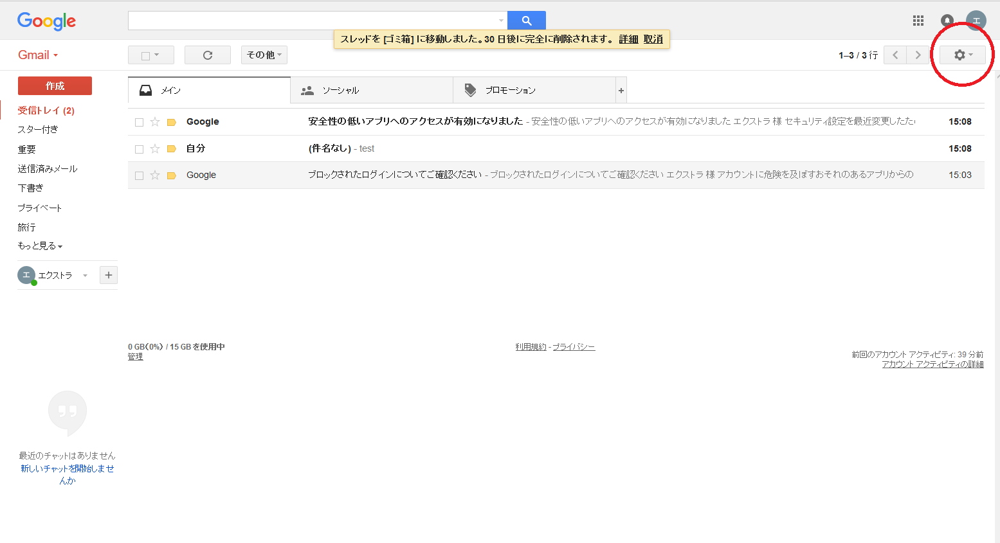 Google
エ
スレッドを [ゴミ箱] に移動しました。30 日後に完全に削除されます。 詳細 取消
Gmail
その他
1–3 / 3 行
作成
メイン
ソーシャル
プロモーション
+
受信トレイ (2)
スター付き
重要
送信済みメール
下書き
プライベート
旅行
もっと見る
エ エクストラ +
Google 安全性の低いアプリへのアクセスが有効になりました - 安全性の低いアプリへのアクセスが有効になりました エクストラ 様 セキュリティ設定を最近変更したた 15:08
自分 (件名なし) - test 15:08
Google ブロックされたログインについてご確認ください - ブロックされたログインについてご確認ください エクストラ 様 アカウントに危険を及ぼすおそれのあるアプリからの 15:03
0 GB (0%) / 15 GB を使用中
管理
利用規約 - プライバシー
前回のアカウント アクティビティ: 39 分前
アカウント アクティビティの詳細
最近のチャットはありません
新しいチャットを開始しませ
んか